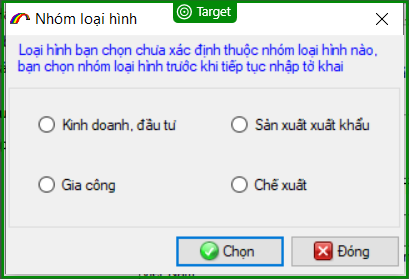 Target
Nhóm loại hình
Loại hình bạn chọn chưa xác định thuộc nhóm loại hình nào,
bạn chọn nhóm loại hình trước khi tiếp tục nhập tờ khai
Kinh doanh, đầu tư
Sản xuất xuất khẩu
Gia công
Chế xuất
Chọn
Đóng